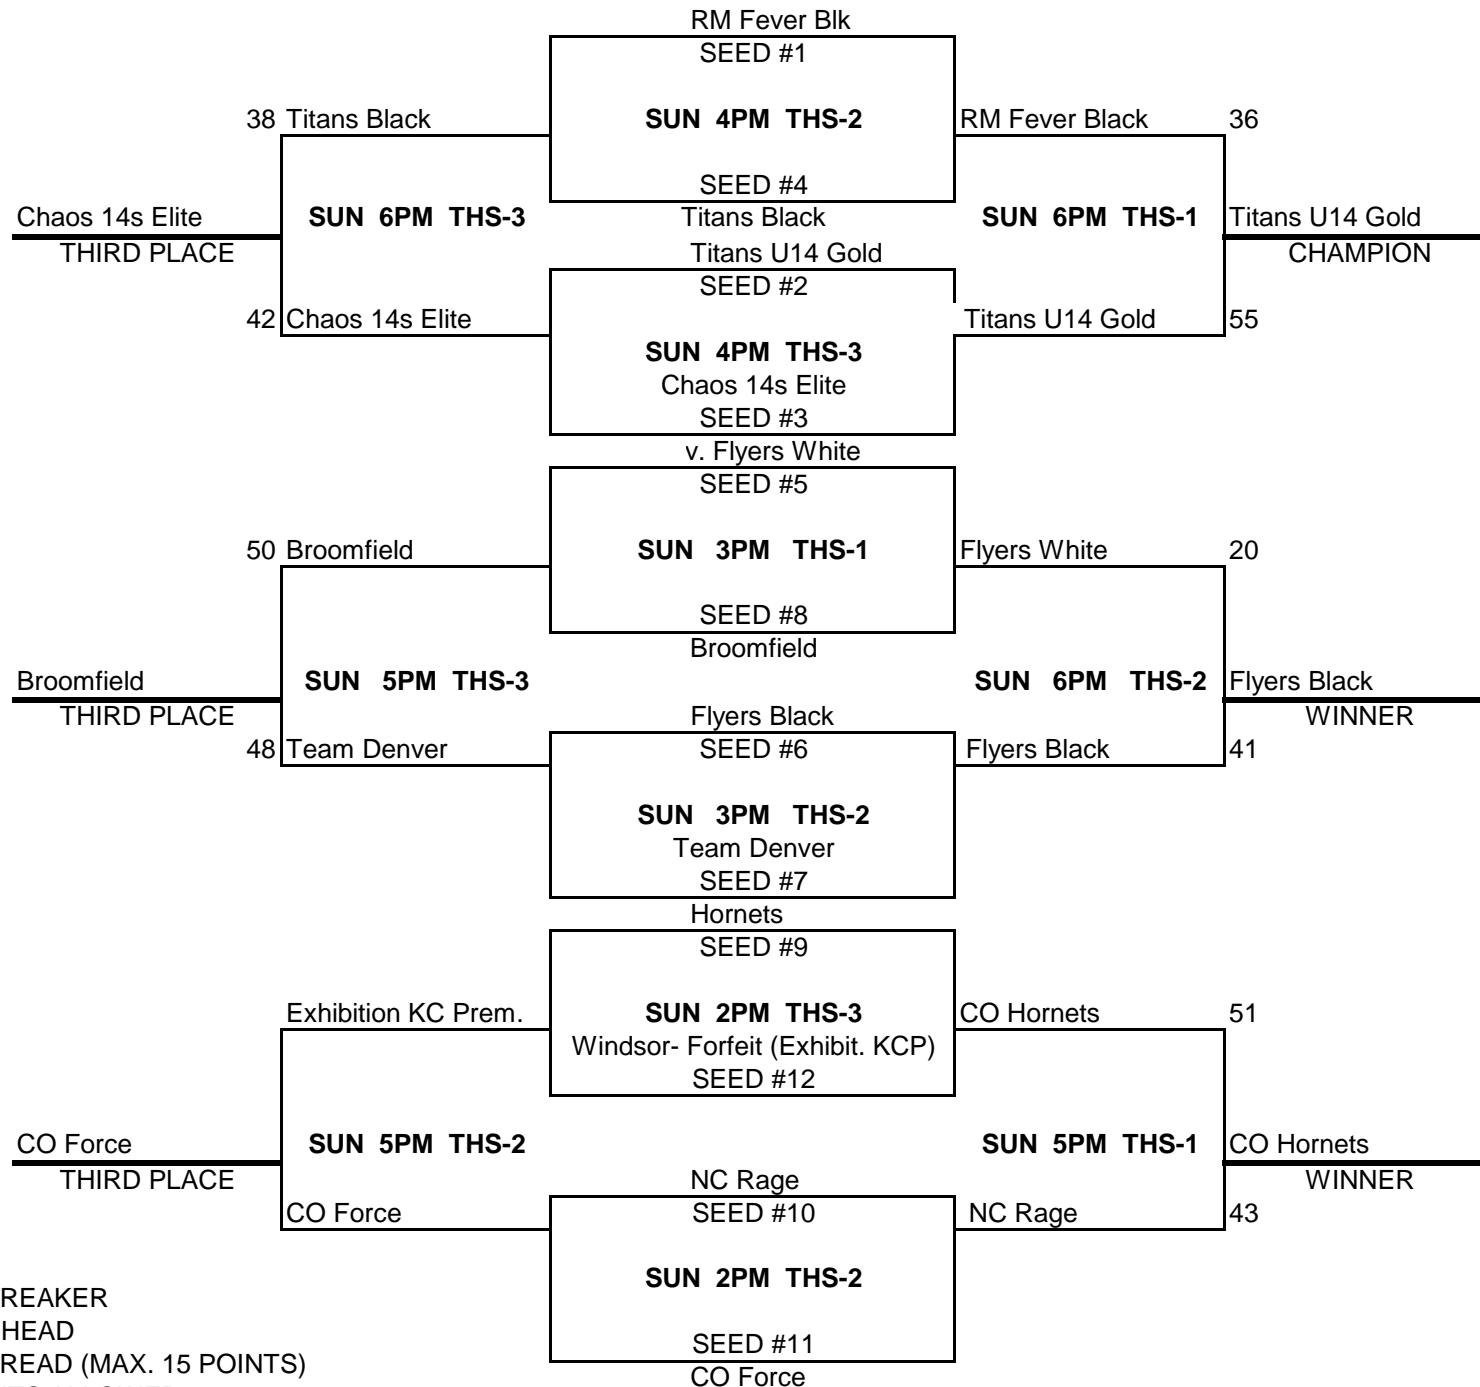 RM Fever Blk
SEED #1
38 Titans Black SUN 4PM THS-2 RM Fever Black 36
SEED #4
Chaos 14s Elite SUN 6PM THS-3 Titans Black SUN 6PM THS-1 Titans U14 Gold
THIRD PLACE Titans U14 Gold CHAMPION
SEED #2
42 Chaos 14s Elite Titans U14 Gold 55
SUN 4PM THS-3
Chaos 14s Elite
SEED #3
v. Flyers White
SEED #5
50 Broomfield SUN 3PM THS-1 Flyers White 20
SEED #8
Broomfield
Broomfield SUN 5PM THS-3 SUN 6PM THS-2 Flyers Black
THIRD PLACE Flyers Black WINNER
48 Team Denver SEED #6 Flyers Black 41
SUN 3PM THS-2
Team Denver
SEED #7
Hornets
SEED #9
Exhibition KC Prem. SUN 2PM THS-3 CO Hornets 51
Windsor- Forfeit (Exhibit. KCP)
SEED #12
CO Force SUN 5PM THS-2 SUN 5PM THS-1 CO Hornets
THIRD PLACE NC Rage WINNER
CO Force SEED #10 NC Rage 43
SUN 2PM THS-2
REAKER
HEAD
SEED #11
READ (MAX. 15 POINTS)
CO Force